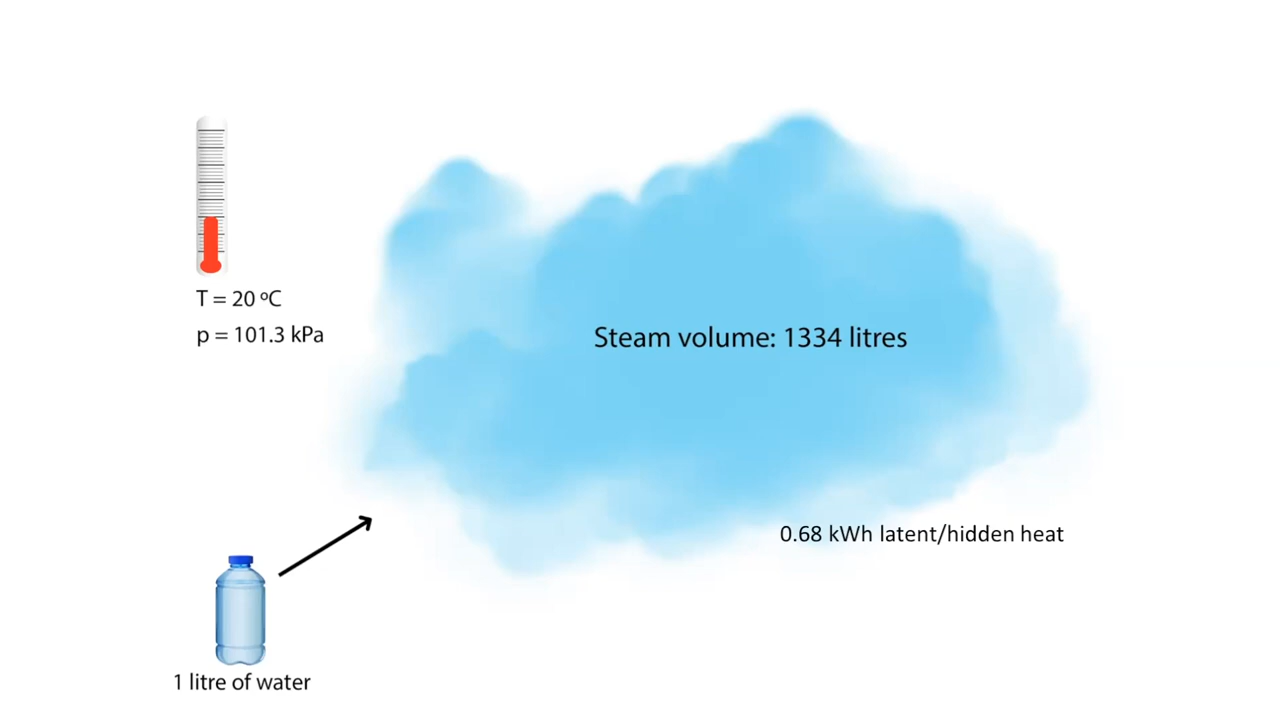 T = 20 ºC
p = 101.3 kPa
Steam volume: 1334 litres
0.68 kWh latent/hidden heat
1 litre of water